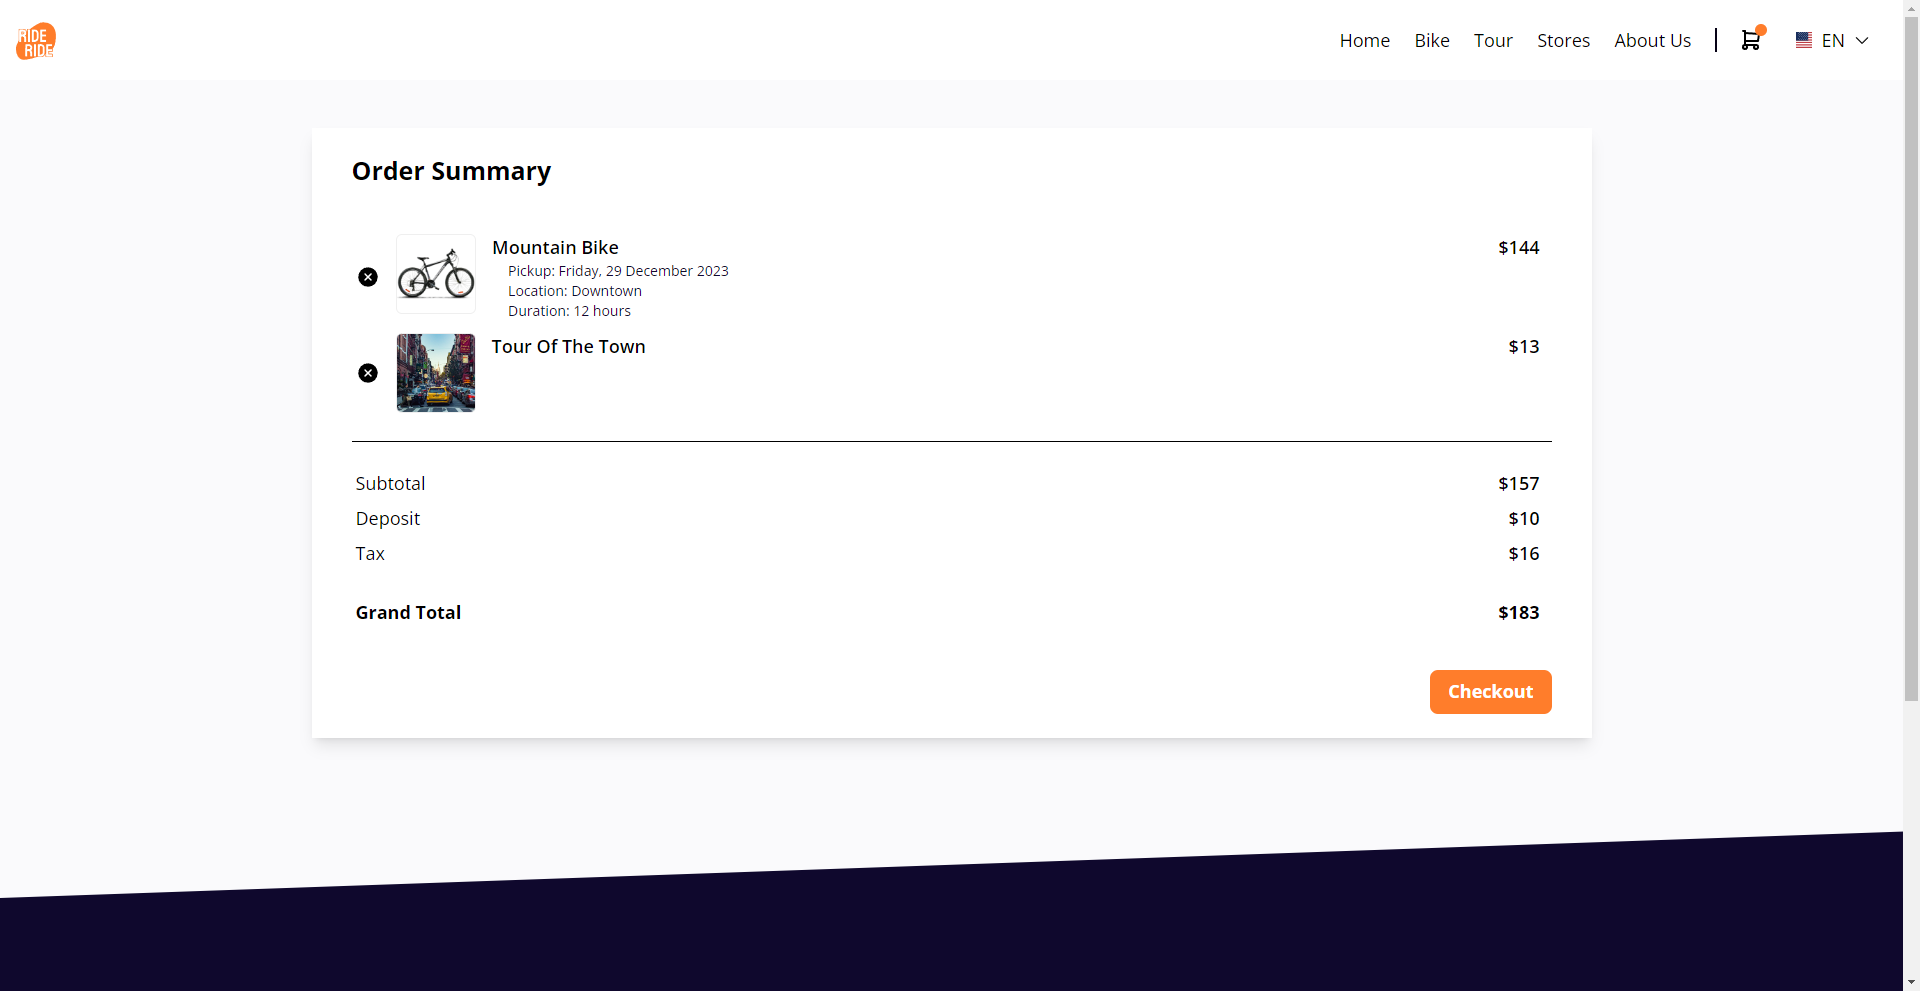 RIDE
RIDE
Home Bike Tour Stores About Us EN
Order Summary
Mountain Bike $144
Pickup: Friday, 29 December 2023
Location: Downtown
Duration: 12 hours
Tour Of The Town $13
Subtotal $157
Deposit $10
Tax $16
Grand Total $183
Checkout